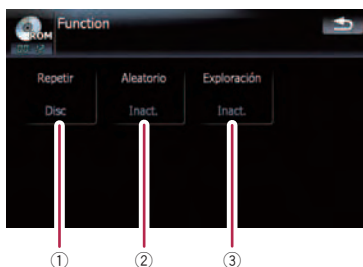 Function
ROM
Repetir Aleatorio Exploración
Disc Inact. Inact.
① ② ③